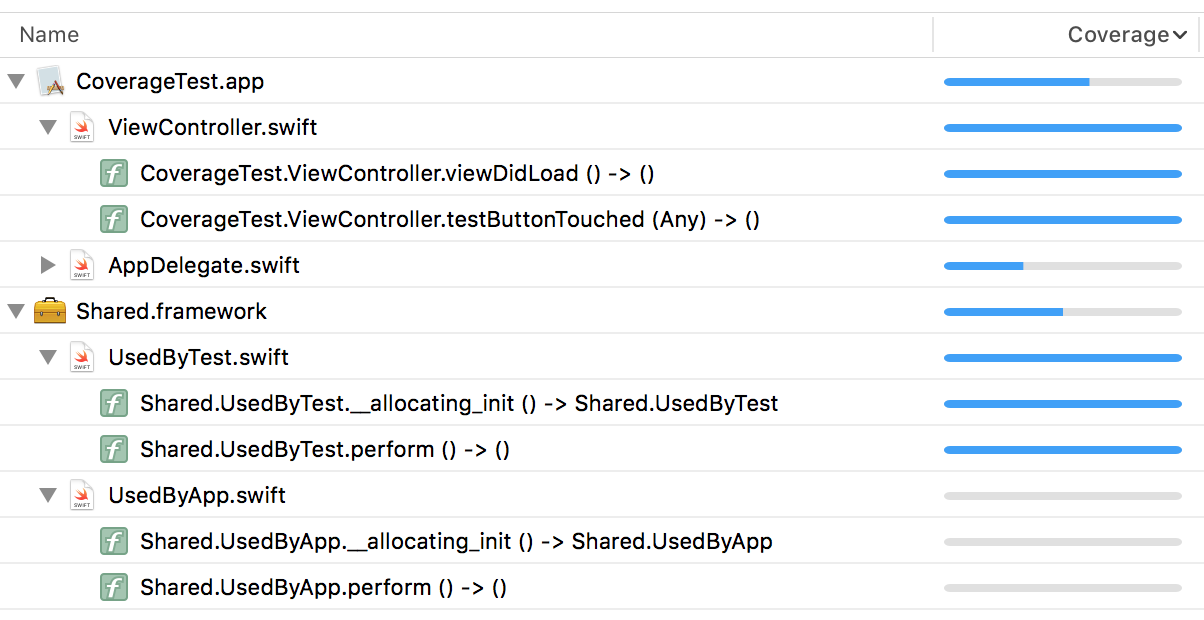 Name
Coverage
CoverageTest.app
SWIFT ViewController.swift
f CoverageTest.ViewController.viewDidLoad () -> ()
f CoverageTest.ViewController.testButtonTouched (Any) -> ()
SWIFT AppDelegate.swift
Shared.framework
SWIFT UsedByTest.swift
f Shared.UsedByTest.__allocating_init () -> Shared.UsedByTest
f Shared.UsedByTest.perform () -> ()
SWIFT UsedByApp.swift
f Shared.UsedByApp.__allocating_init () -> Shared.UsedByApp
f Shared.UsedByApp.perform () -> ()